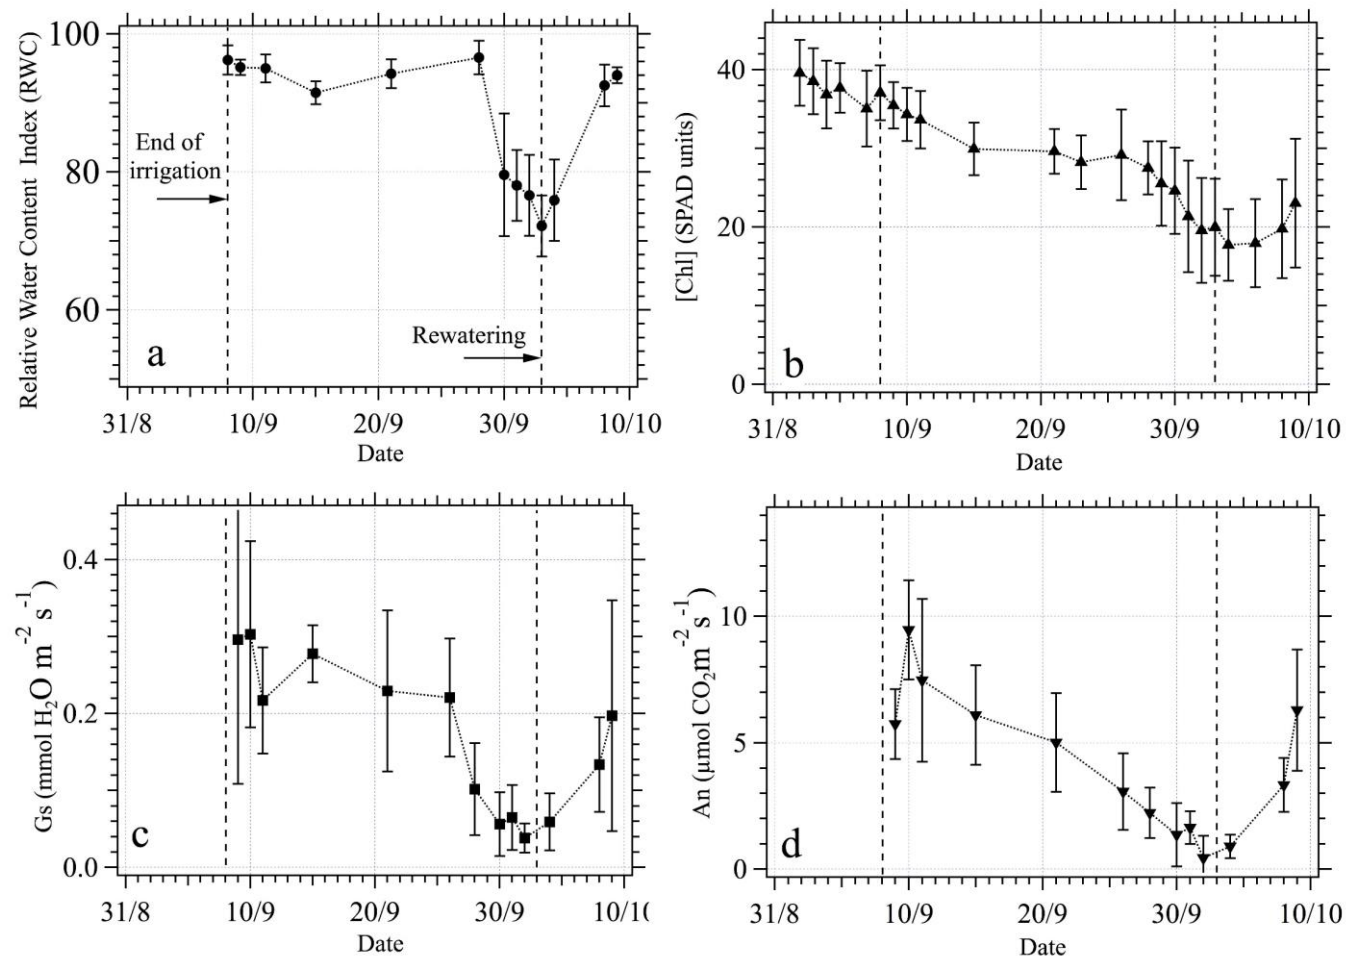 Relative Water Content Index (RWC)
100
80
60
End of
irrigation
Rewatering
a
31/8 10/9 20/9 30/9 10/10
Date
[Chl] (SPAD units)
40
20
0
b
31/8 10/9 20/9 30/9 10/10
Date
Gs (mmol H₂O m⁻² s⁻¹)
0.4
0.2
0.0
c
31/8 10/9 20/9 30/9 10/1(
Date
An (µmol CO₂m⁻²s⁻¹)
10
5
0
d
31/8 10/9 20/9 30/9 10/10
Date